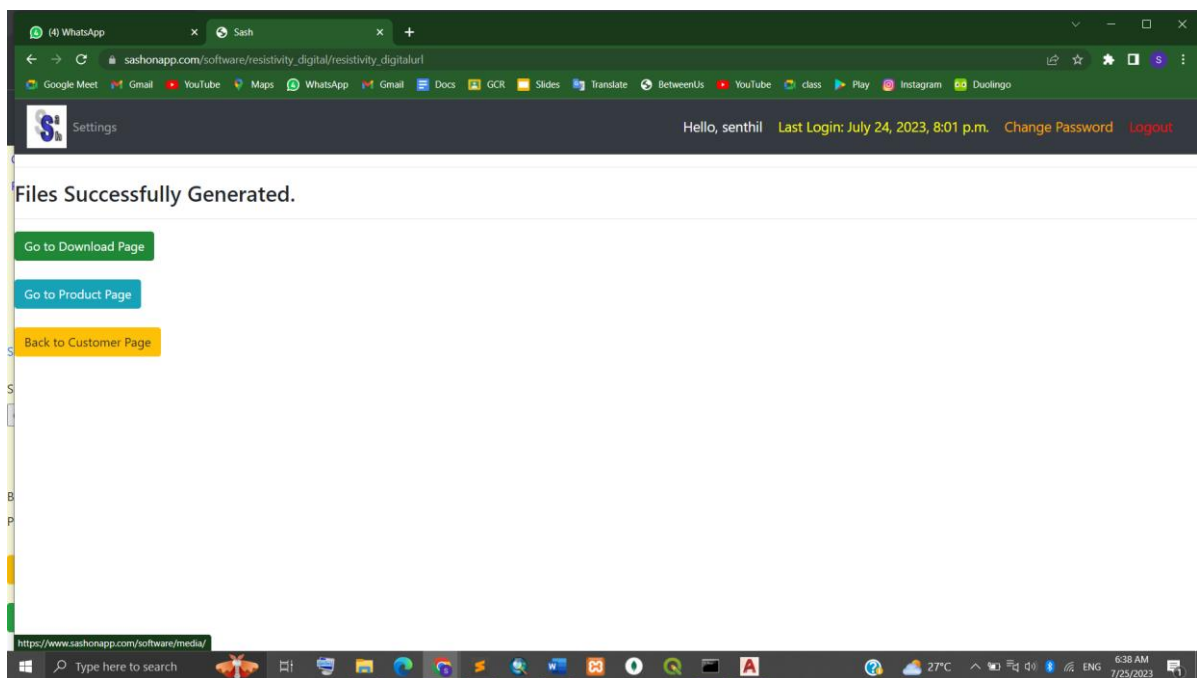 (4) WhatsApp
Sash
sashonapp.com/software/resistivity_digital/resistivity_digitalurl
Google Meet Gmail YouTube Maps WhatsApp Gmail Docs GCR Slides Translate BetweenUs YouTube class Play Instagram Duolingo
Settings Hello, senthil Last Login: July 24, 2023, 8:01 p.m. Change Password Logout
Files Successfully Generated.
Go to Download Page
Go to Product Page
Back to Customer Page
https://www.sashonapp.com/software/media/
Type here to search 27°C ENG 6:38 AM
7/25/2023